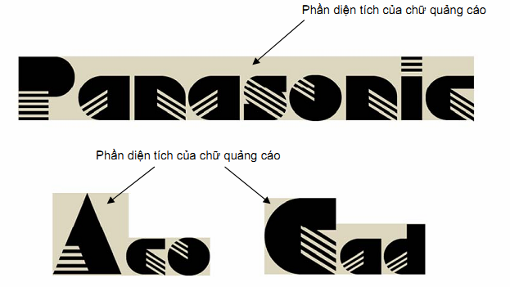 Phần diện tích của chữ quảng cáo
Panasonic
Phần diện tích của chữ quảng cáo
Aco Cad